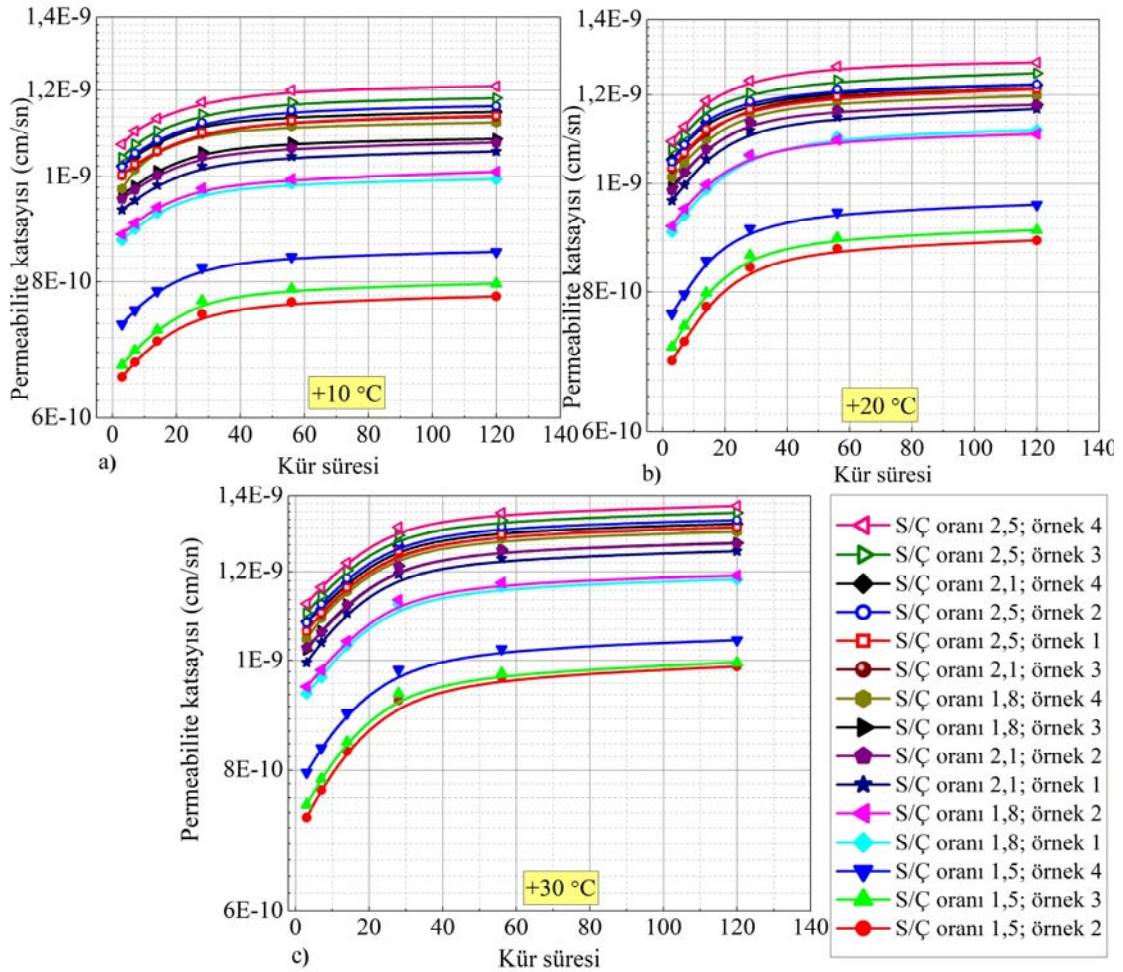 1,4E-9
1,2E-9
1E-9
8E-10
6E-10
Permeabilite katsayısı (cm/sn)
+10 °C
0 20 40 60 80 100 120 140
Kür süresi
a)
1,4E-9
1,2E-9
1E-9
8E-10
6E-10
Permeabilite katsayısı (cm/sn)
+20 °C
0 20 40 60 80 100 120 140
Kür süresi
b)
1,4E-9
1,2E-9
1E-9
8E-10
6E-10
Permeabilite katsayısı (cm/sn)
+30 °C
0 20 40 60 80 100 120 140
Kür süresi
c)
S/Ç oranı 2,5; örnek 4
S/Ç oranı 2,5; örnek 3
S/Ç oranı 2,1; örnek 4
S/Ç oranı 2,5; örnek 2
S/Ç oranı 2,5; örnek 1
S/Ç oranı 2,1; örnek 3
S/Ç oranı 1,8; örnek 4
S/Ç oranı 1,8; örnek 3
S/Ç oranı 2,1; örnek 2
S/Ç oranı 2,1; örnek 1
S/Ç oranı 1,8; örnek 2
S/Ç oranı 1,8; örnek 1
S/Ç oranı 1,5; örnek 4
S/Ç oranı 1,5; örnek 3
S/Ç oranı 1,5; örnek 2